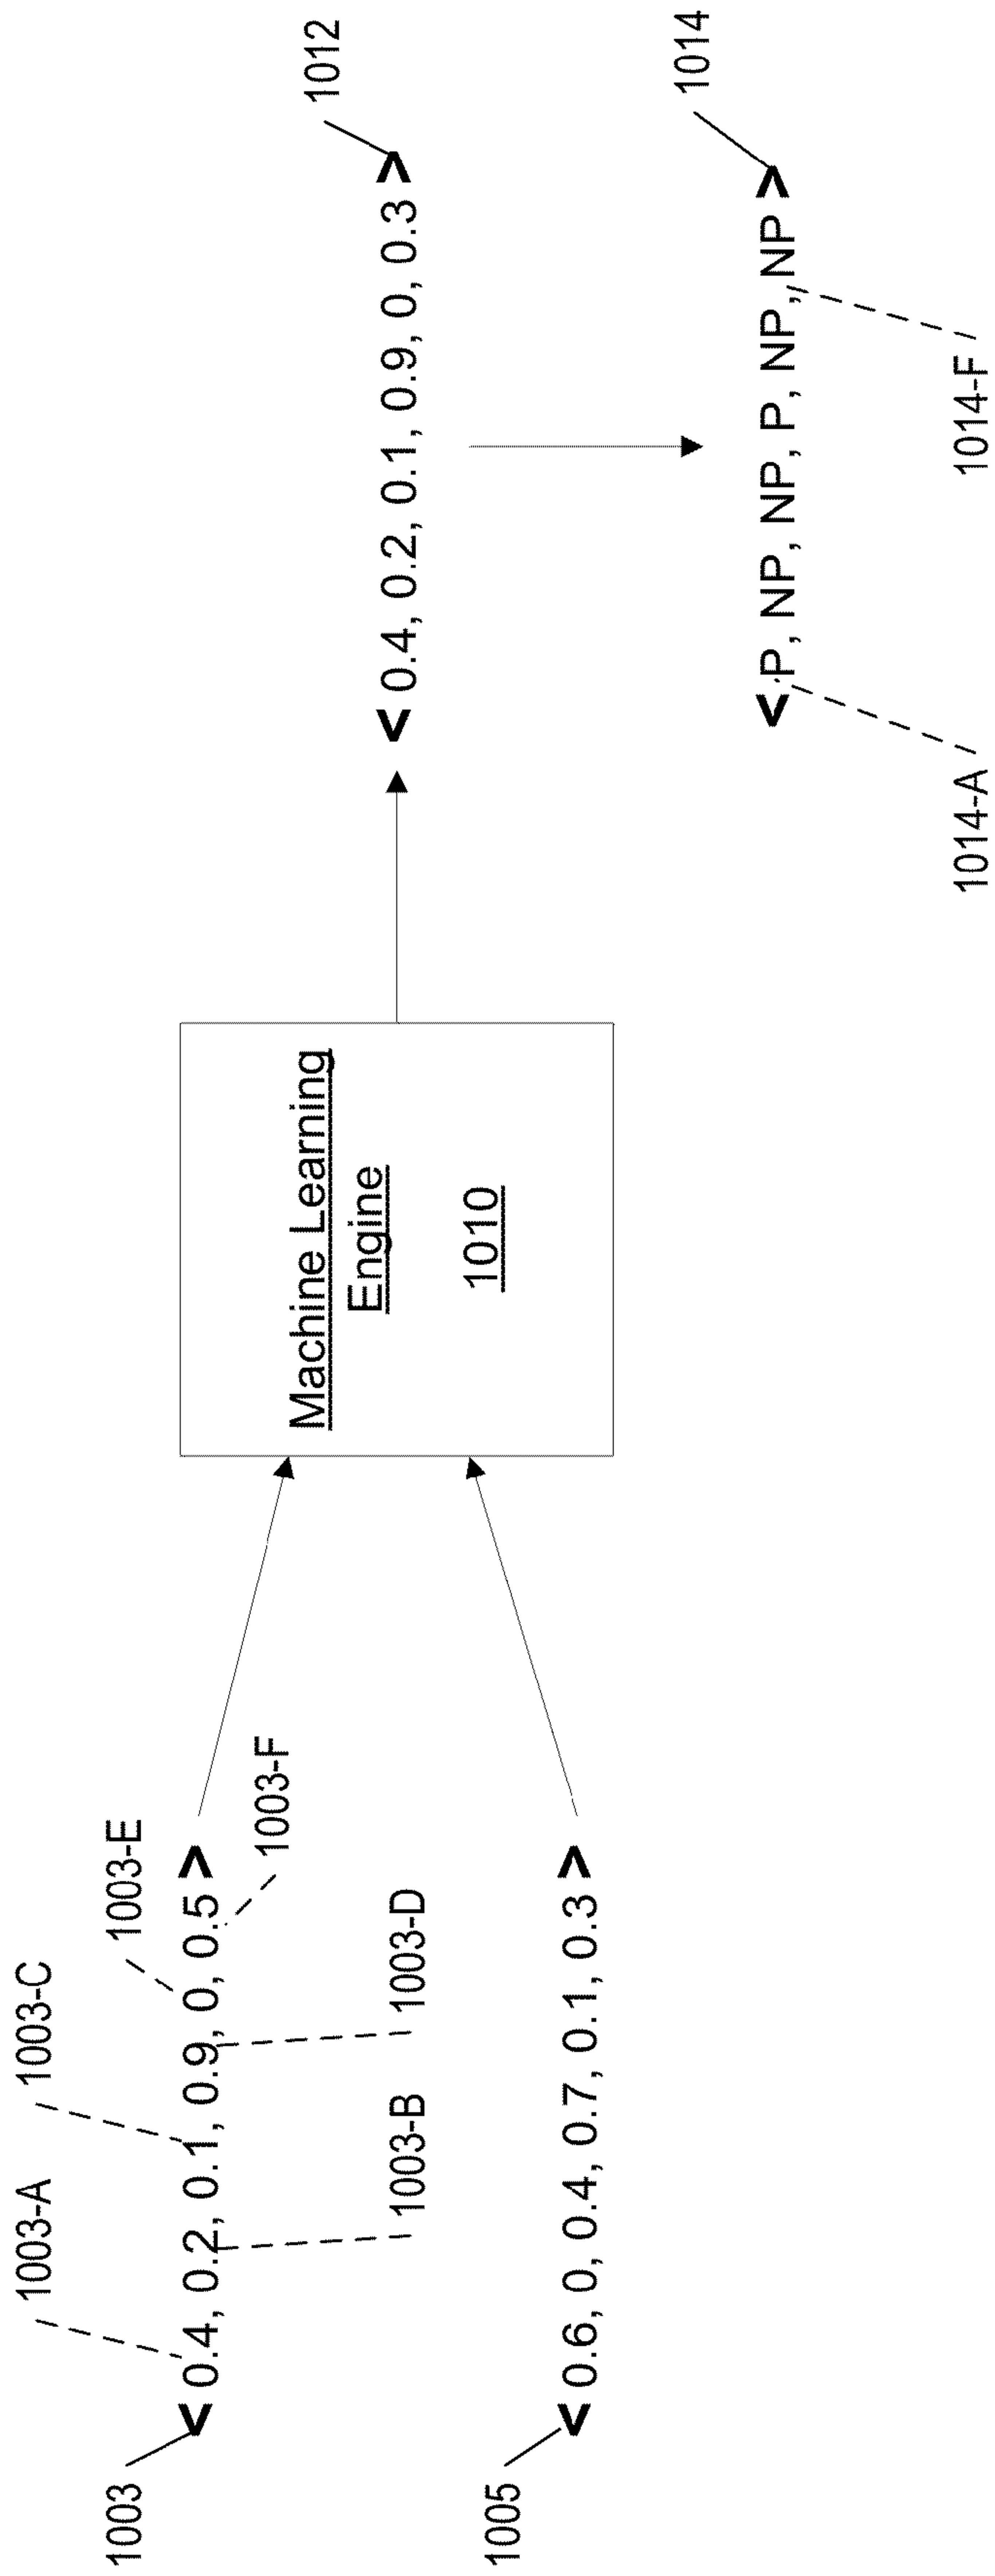 1003-A
1003-C
1003-E
1003
< 0.4, 0.2, 0.1, 0.9, 0, 0.5 >
1003-F
1003-B
1003-D
1005
< 0.6, 0, 0.4, 0.7, 0.1, 0.3 >
Machine Learning
Engine
1010
1012
< 0.4, 0.2, 0.1, 0.9, 0, 0.3 >
1014
< P, NP, NP, P, NP, NP >
1014-A
1014-F